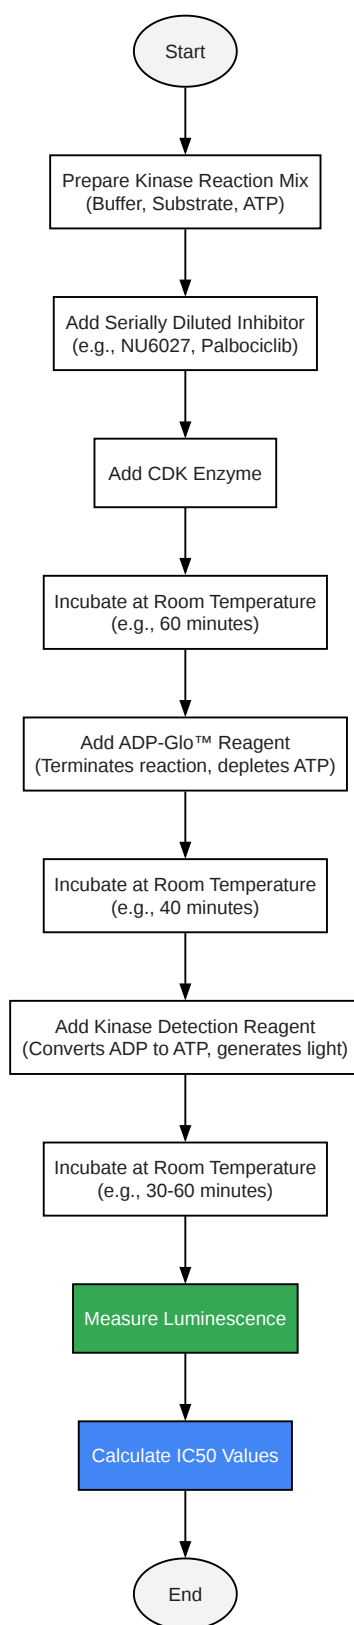 Start
Prepare Kinase Reaction Mix
(Buffer, Substrate, ATP)
Add Serially Diluted Inhibitor
(e.g., NU6027, Palbociclib)
Add CDK Enzyme
Incubate at Room Temperature
(e.g., 60 minutes)
Add ADP-Glo™ Reagent
(Terminates reaction, depletes ATP)
Incubate at Room Temperature
(e.g., 40 minutes)
Add Kinase Detection Reagent
(Converts ADP to ATP, generates light)
Incubate at Room Temperature
(e.g., 30-60 minutes)
Measure Luminescence
Calculate IC50 Values
End